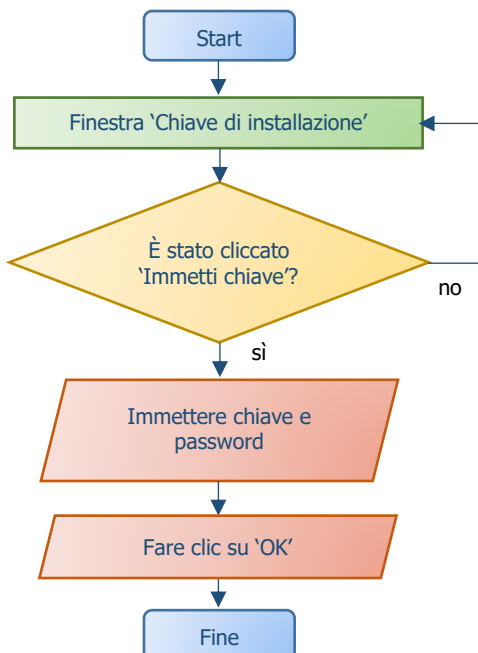 Start
Finestra ‘Chiave di installazione’
È stato cliccato
‘Immetti chiave’?
no
sì
Immettere chiave e
password
Fare clic su ‘OK’
Fine